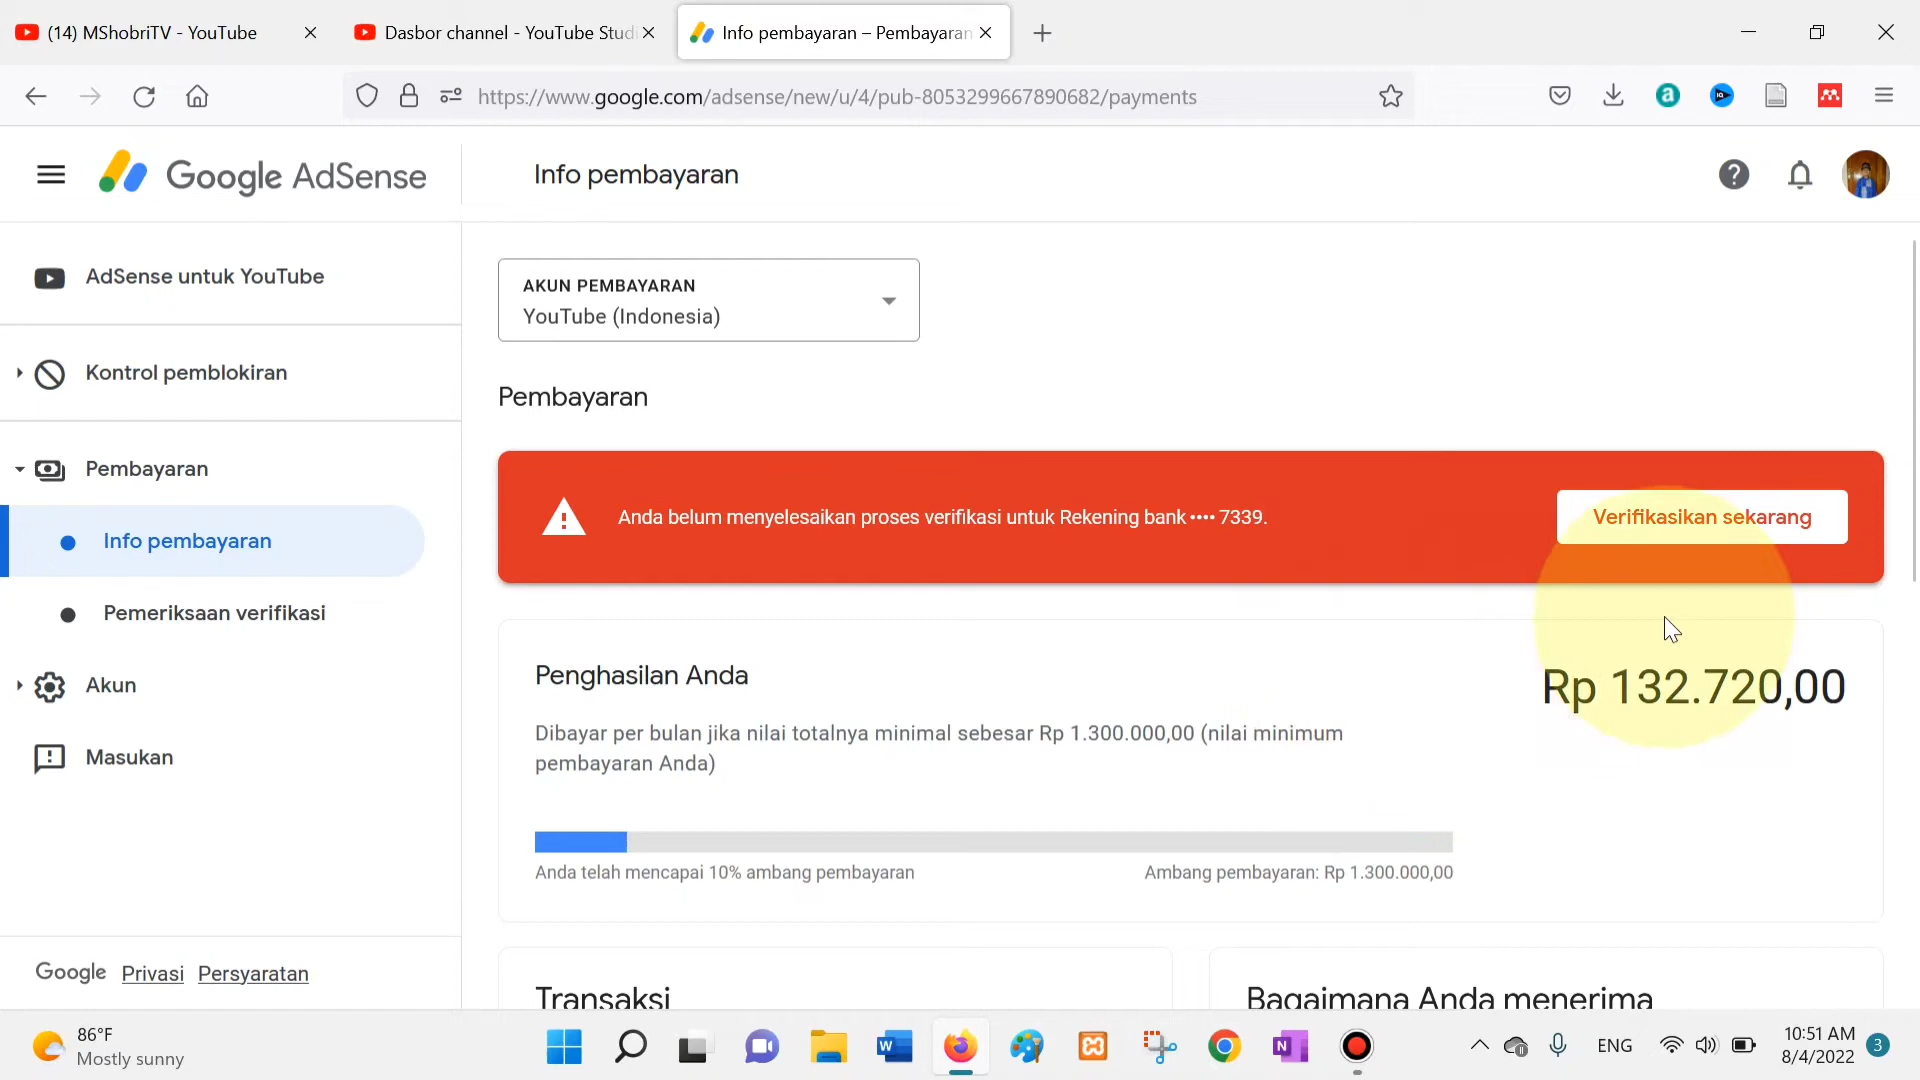 (14) MShobriTV - YouTube
Dasbor channel - YouTube Studi
Info pembayaran – Pembayaran
https://www.google.com/adsense/new/u/4/pub-8053299667890682/payments
Google AdSense
Info pembayaran
AdSense untuk YouTube
Kontrol pemblokiran
Pembayaran
Info pembayaran
Pemeriksaan verifikasi
Akun
Masukan
Google Privasi Persyaratan
AKUN PEMBAYARAN
YouTube (Indonesia)
Pembayaran
Anda belum menyelesaikan proses verifikasi untuk Rekening bank •••• 7339.
Verifikasikan sekarang
Penghasilan Anda
Rp 132.720,00
Dibayar per bulan jika nilai totalnya minimal sebesar Rp 1.300.000,00 (nilai minimum
pembayaran Anda)
Anda telah mencapai 10% ambang pembayaran
Ambang pembayaran: Rp 1.300.000,00
Transaksi
Bagaimana Anda menerima
86°F
Mostly sunny
ENG
10:51 AM
8/4/2022
3